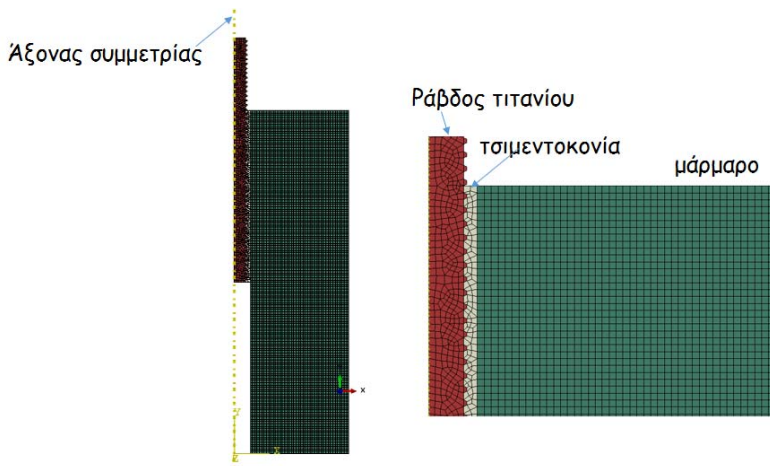 Άξονας συμμετρίας
Ράβδος τιτανίου
τσιμεντοκονία
μάρμαρο
x
Y
Z
X